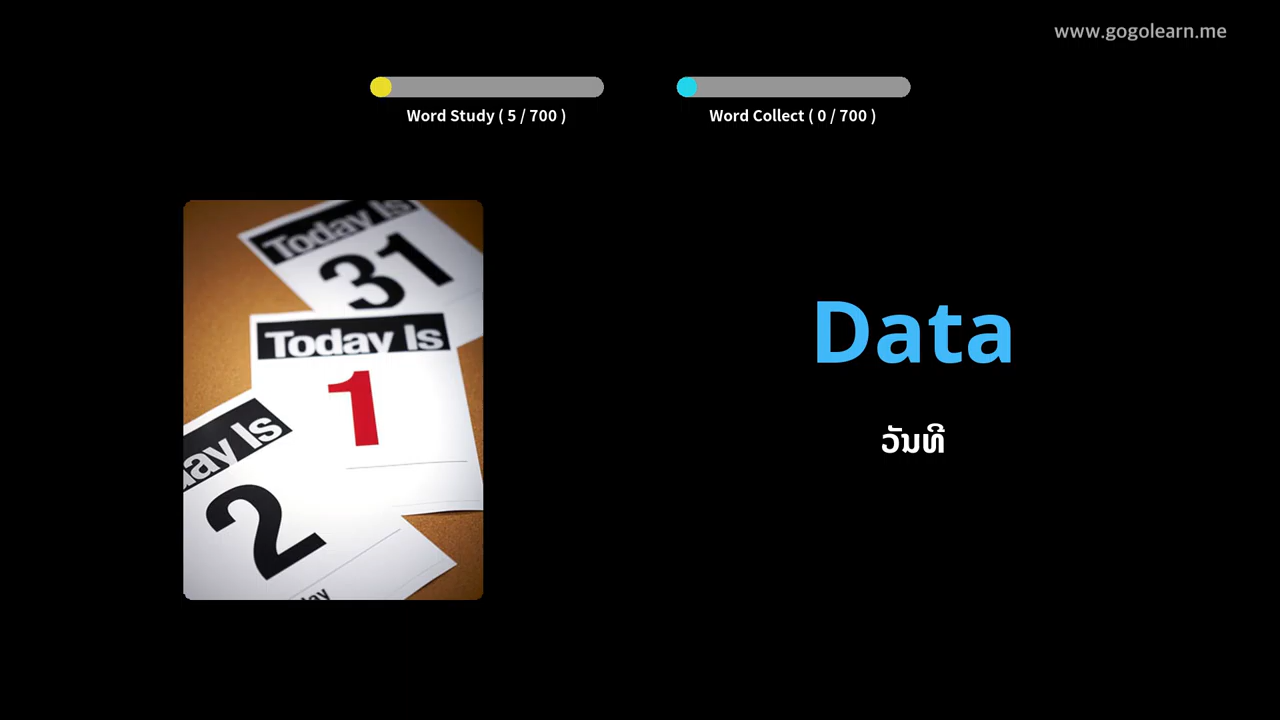 www.gogolearn.me
Word Study ( 5 / 700 )
Word Collect ( 0 / 700 )
Today Is
31
Today Is
1
ay Is
2
Data
ວັນທີ